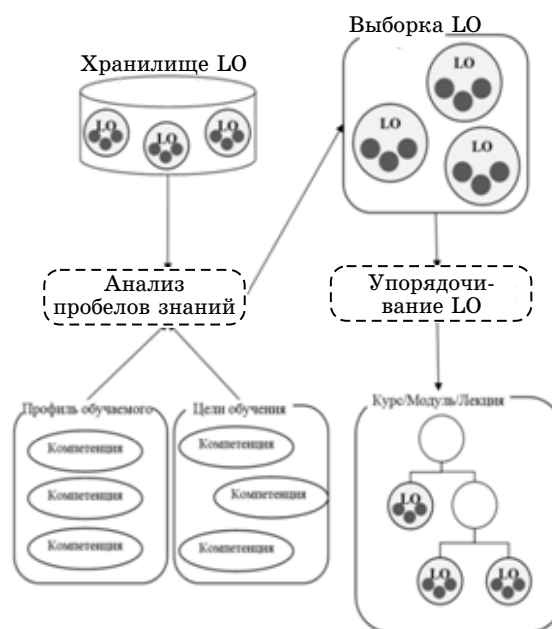 Выборка LO
Хранилище LO
LO
LO
LO
LO
LO
LO
Анализ
пробелов знаний
Упорядочи-
вание LO
Профиль обучаемого
Цели обучения
Курс/Модуль/Лекция
Компетенция
Компетенция
Компетенция
Компетенция
Компетенция
Компетенция
LO
LO
LO